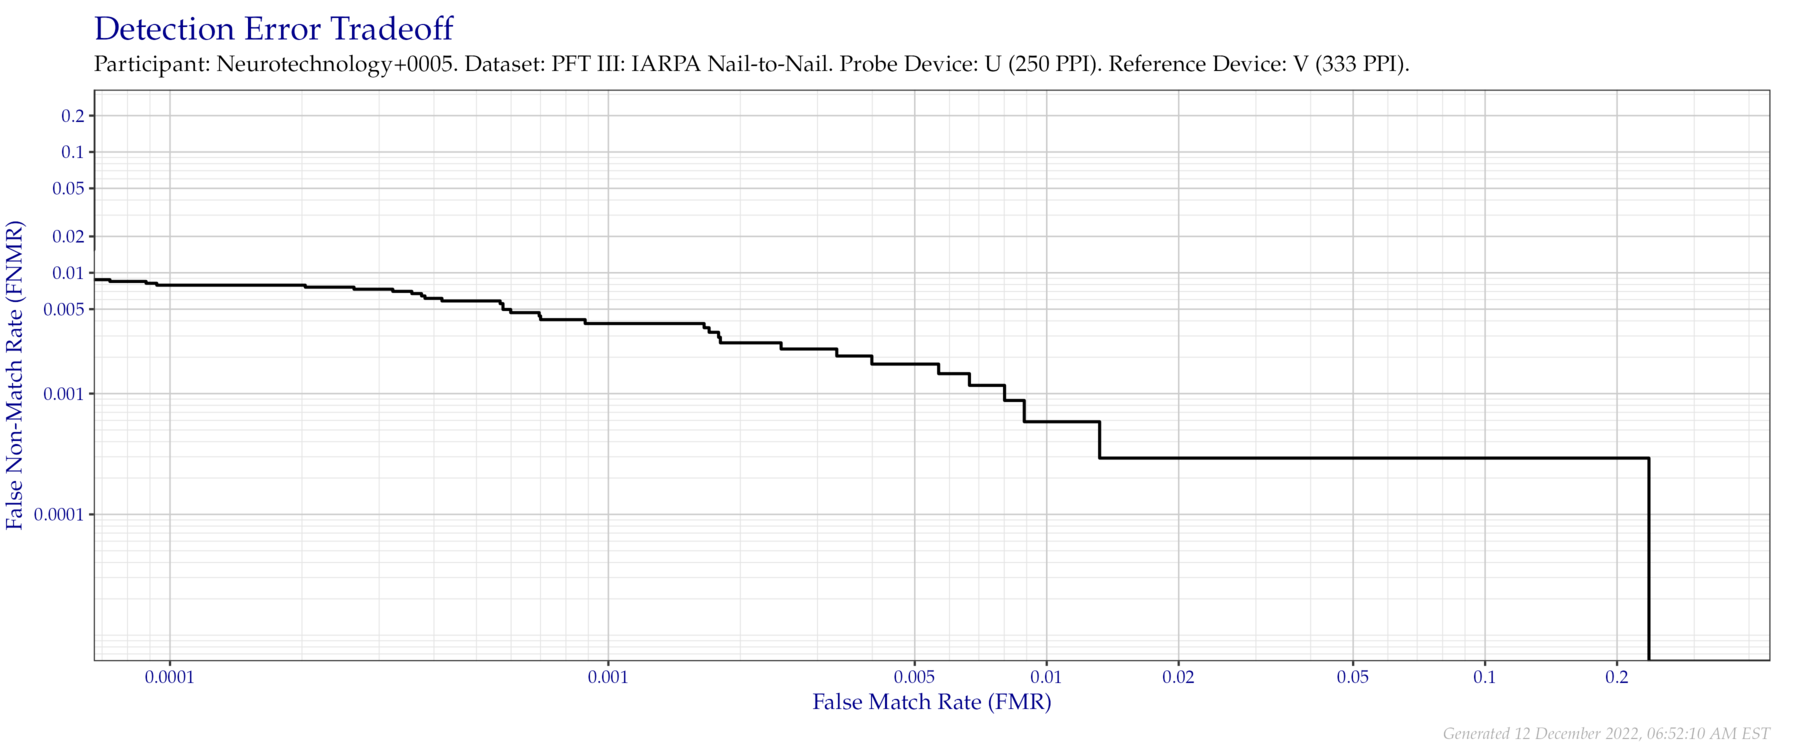 Detection Error Tradeoff
Participant: Neurotechnology+0005. Dataset: PFT III: IARPA Nail-to-Nail. Probe Device: U (250 PPI). Reference Device: V (333 PPI).
False Non-Match Rate (FNMR)
0.2
0.1
0.05
0.02
0.01
0.005
0.001
0.0001
0.0001 0.001 0.005 0.01 0.02 0.05 0.1 0.2
False Match Rate (FMR)
Generated 12 December 2022, 06:52:10 AM EST